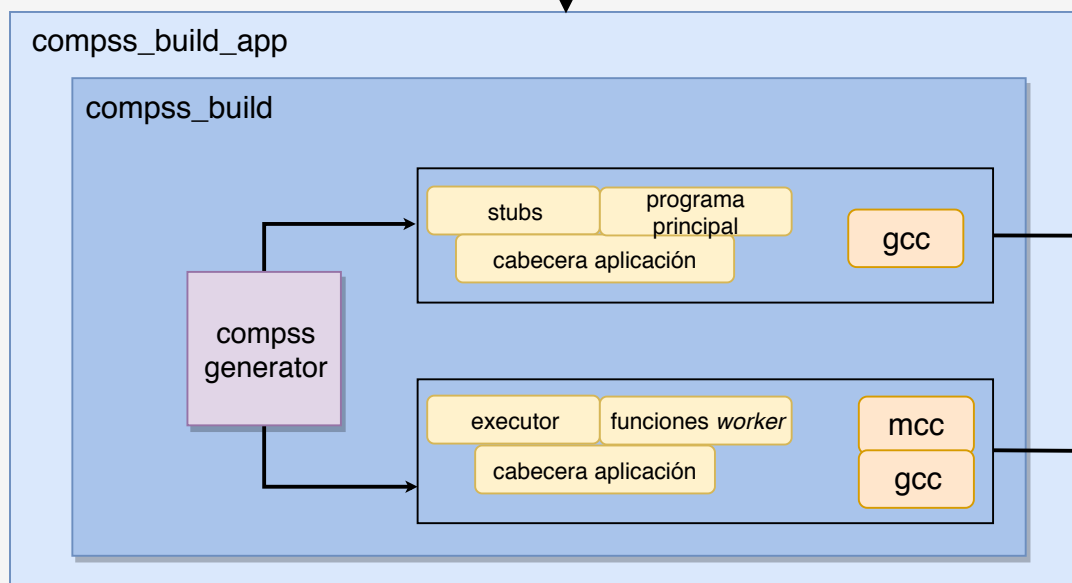 compss_build_app
compss_build
stubs
programa
principal
cabecera aplicación
gcc
compss
generator
executor
funciones worker
cabecera aplicación
mcc
gcc